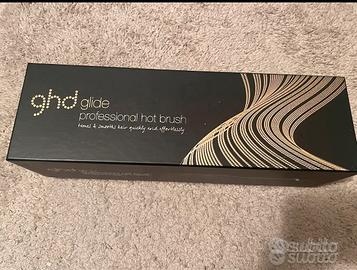 ghd glide
professional hot brush
tames & smooths hair quickly and effortlessly
subito